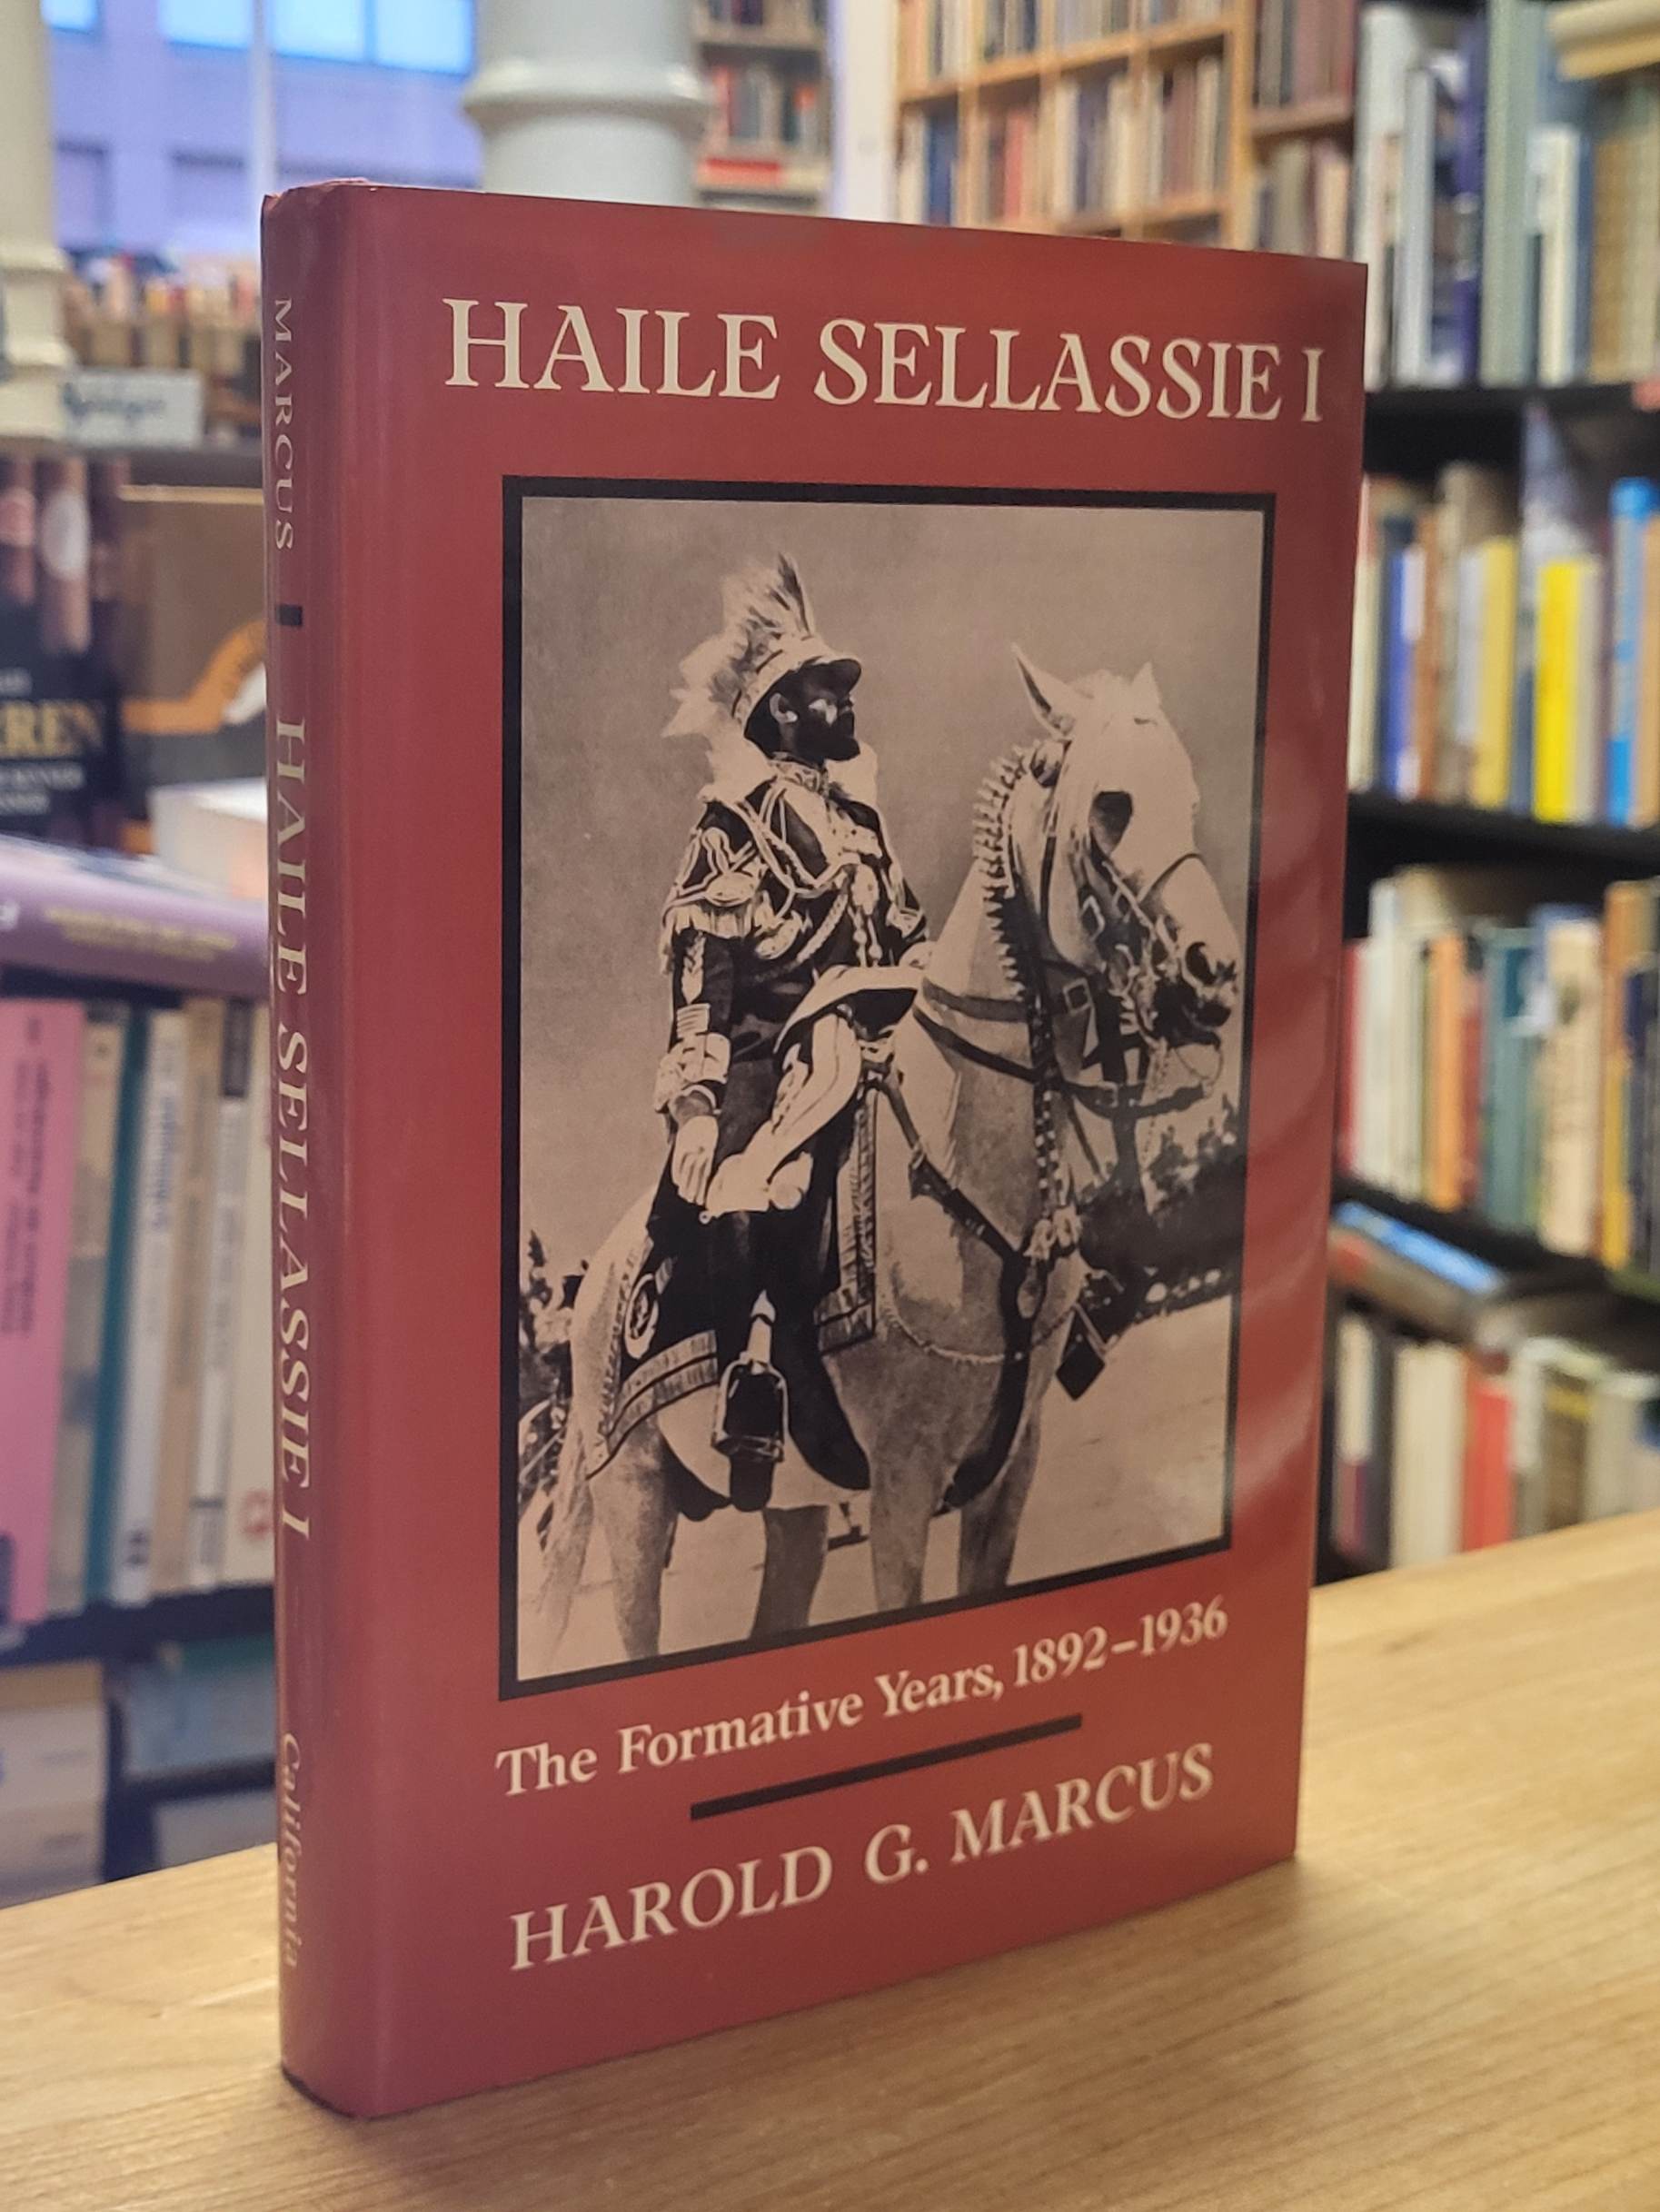 HAILE SELLASSIE I
The Formative Years, 1892–1936
HAROLD G. MARCUS
MARCUS
HAILE SELLASSIE I
California